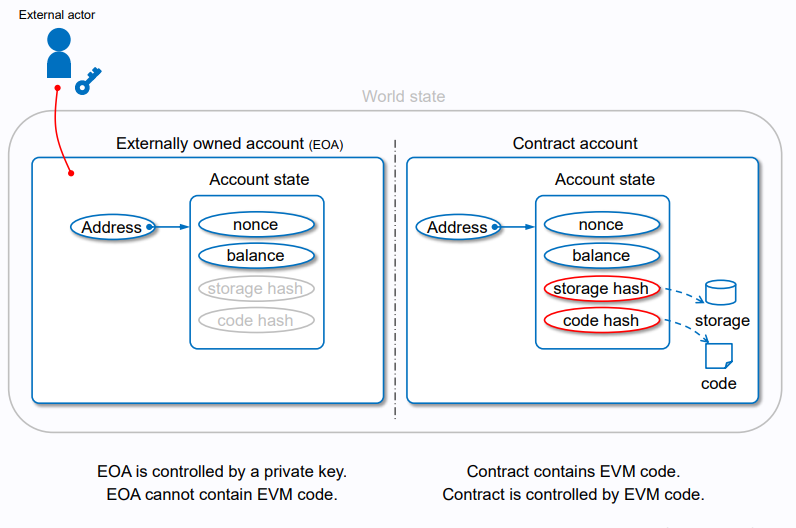 External actor
World state
Externally owned account (EOA)
Account state
Address
nonce
balance
storage hash
code hash
Contract account
Account state
Address
nonce
balance
storage hash
code hash
storage
code
EOA is controlled by a private key.
EOA cannot contain EVM code.
Contract contains EVM code.
Contract is controlled by EVM code.